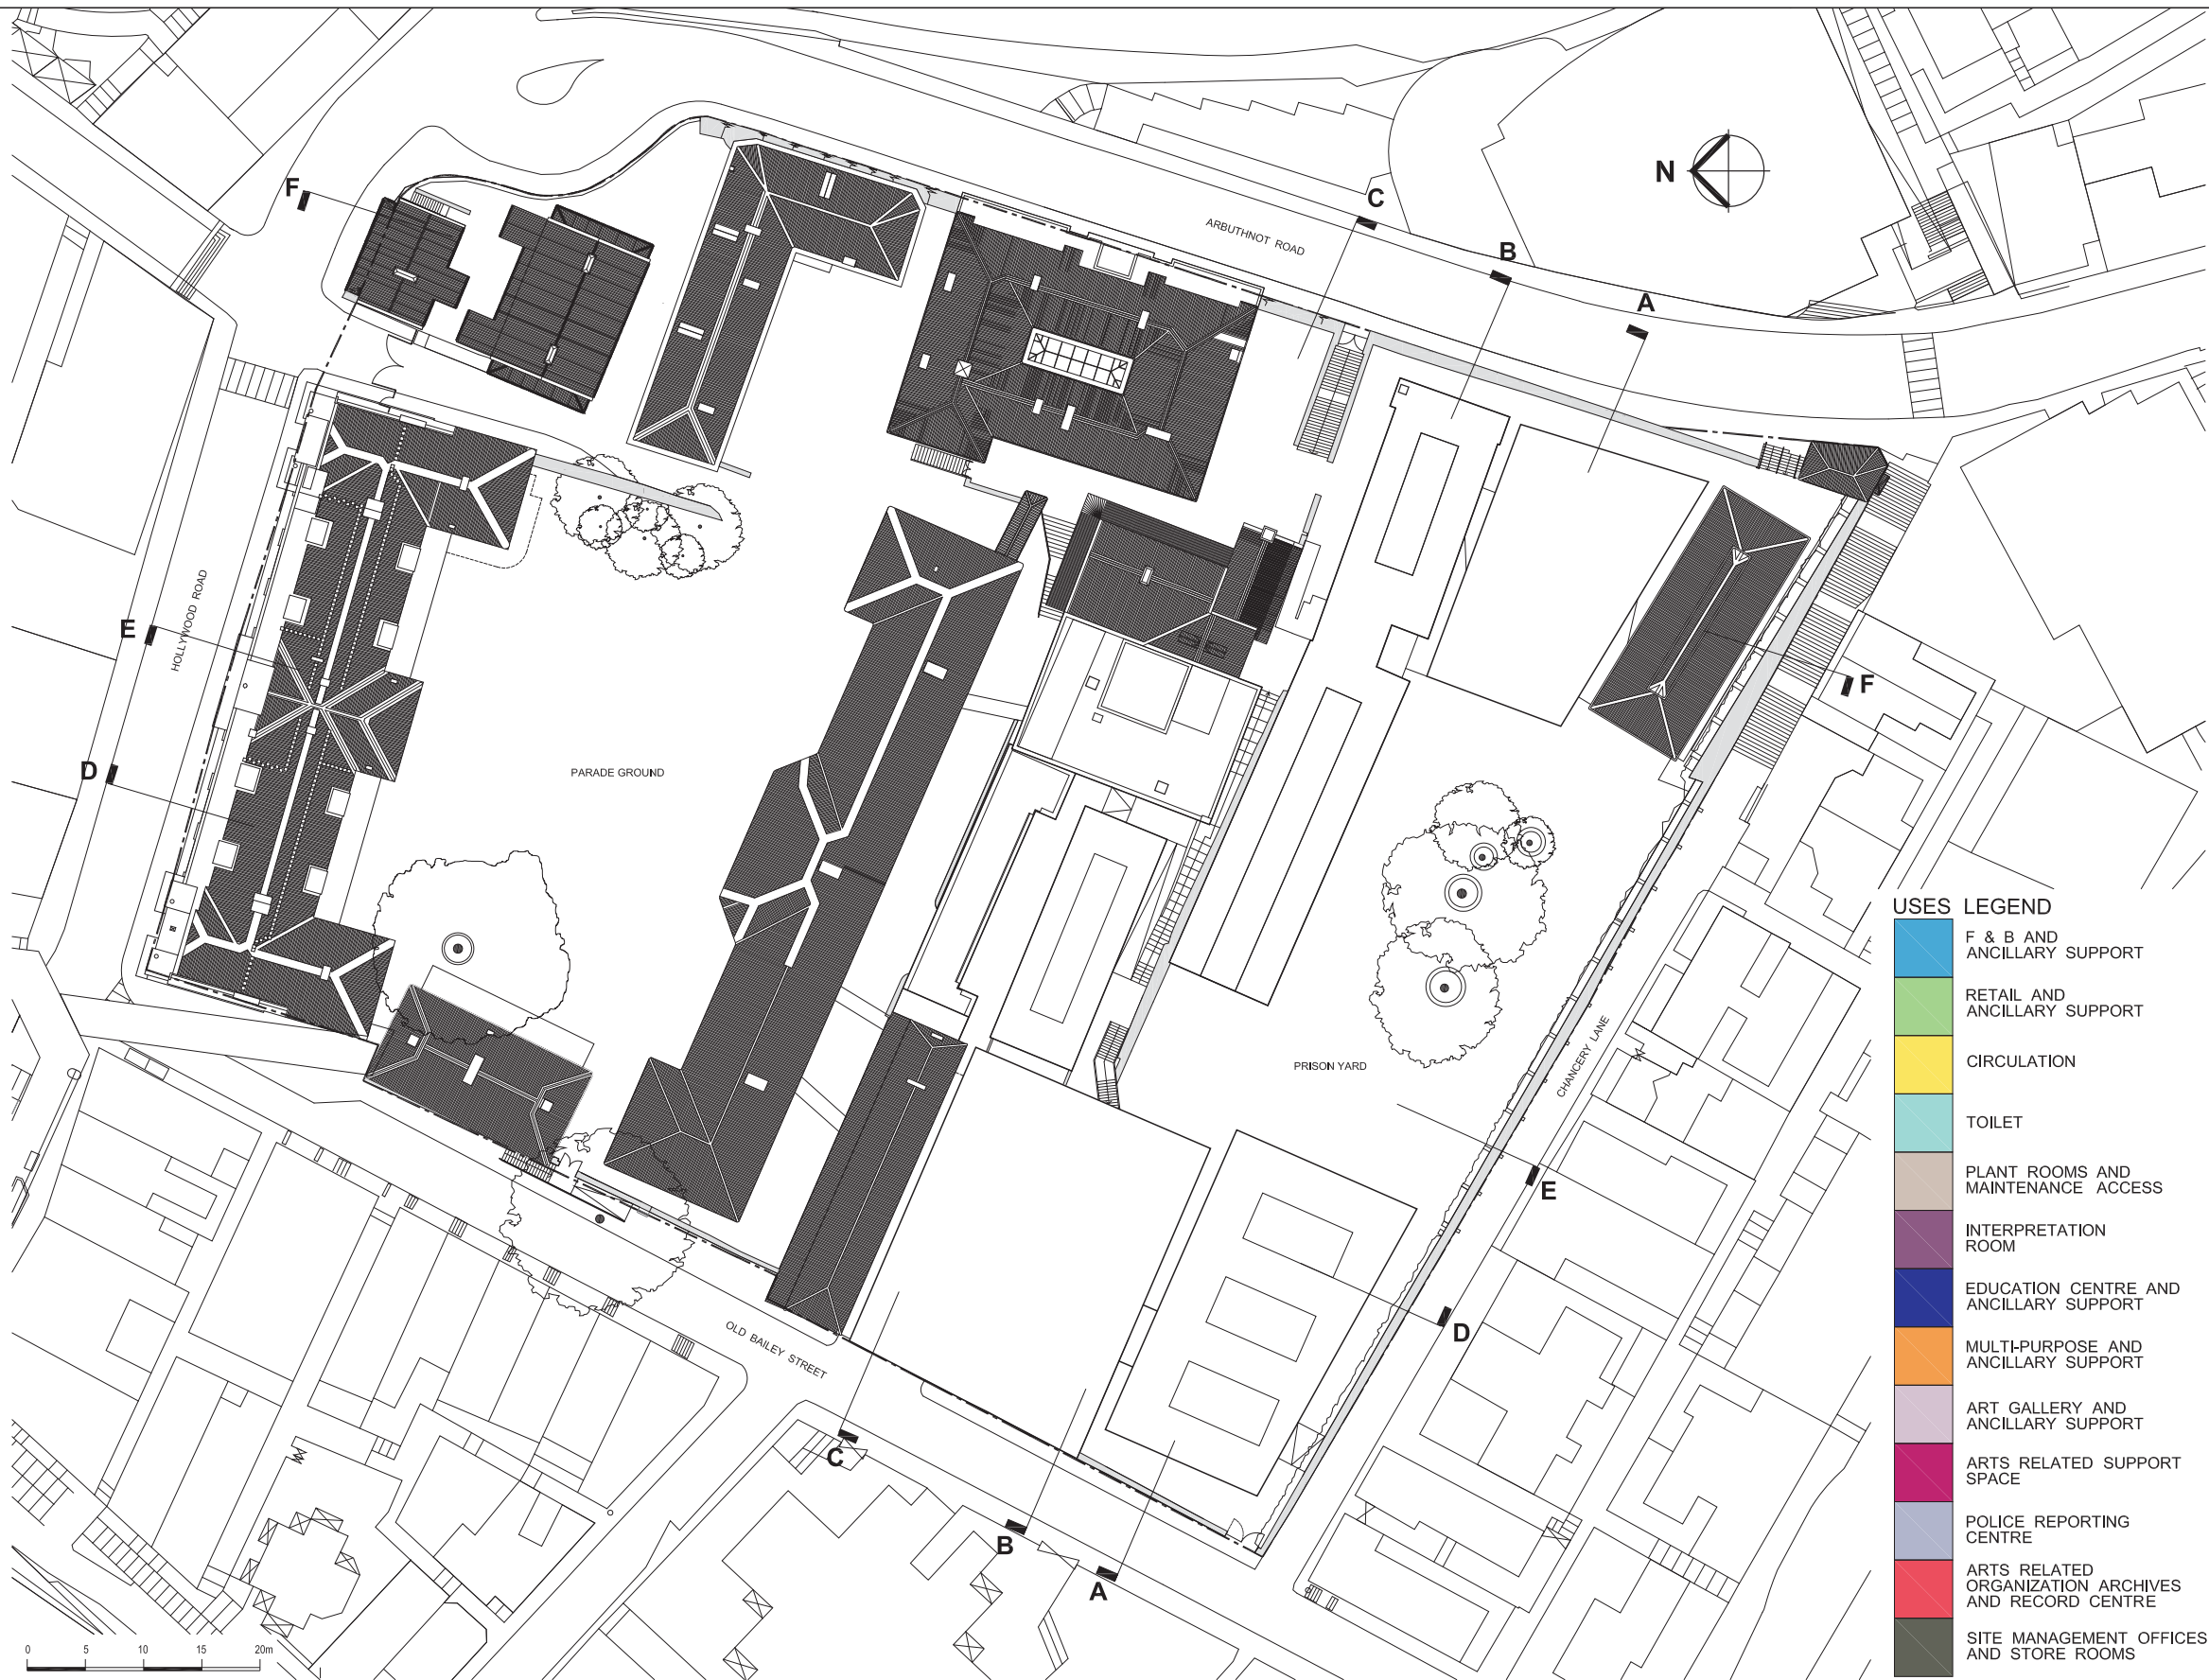 N
F
C
ARBUTHNOT ROAD
B
A
HOLLYWOOD ROAD
E
D
PARADE GROUND
F
PRISON YARD
CHANCERY LANE
E
D
OLD BAILEY STREET
C
B
A
USES LEGEND
F & B AND
ANCILLARY SUPPORT
RETAIL AND
ANCILLARY SUPPORT
CIRCULATION
TOILET
PLANT ROOMS AND
MAINTENANCE ACCESS
INTERPRETATION
ROOM
EDUCATION CENTRE AND
ANCILLARY SUPPORT
MULTI-PURPOSE AND
ANCILLARY SUPPORT
ART GALLERY AND
ANCILLARY SUPPORT
ARTS RELATED SUPPORT
SPACE
POLICE REPORTING
CENTRE
ARTS RELATED
ORGANIZATION ARCHIVES
AND RECORD CENTRE
SITE MANAGEMENT OFFICES
AND STORE ROOMS
0 5 10 15 20m